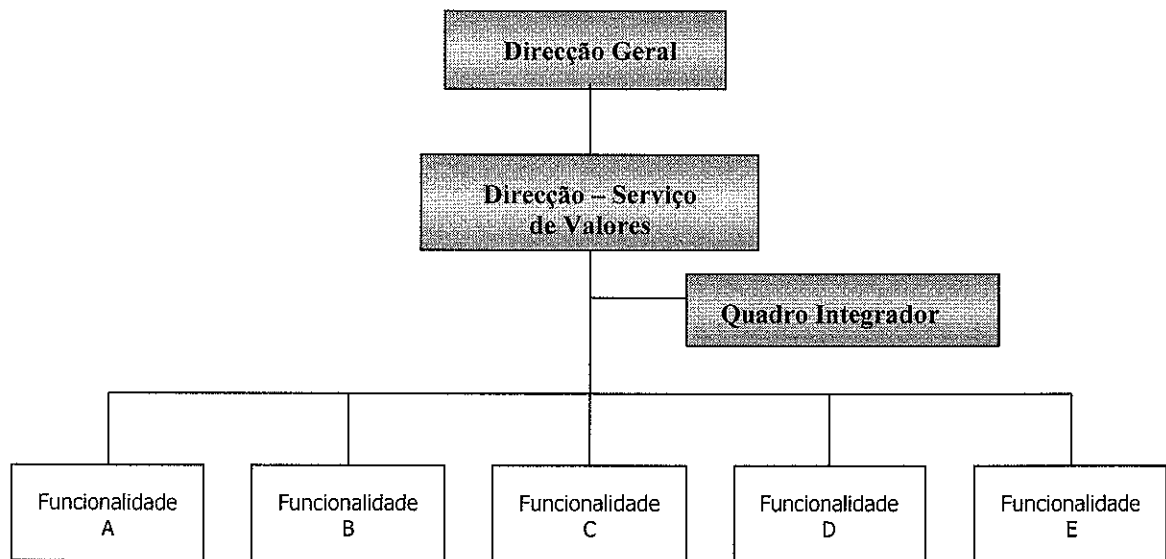 Direcção Geral
Direcção – Serviço
de Valores
Quadro Integrador
Funcionalidade
A
Funcionalidade
B
Funcionalidade
C
Funcionalidade
D
Funcionalidade
E